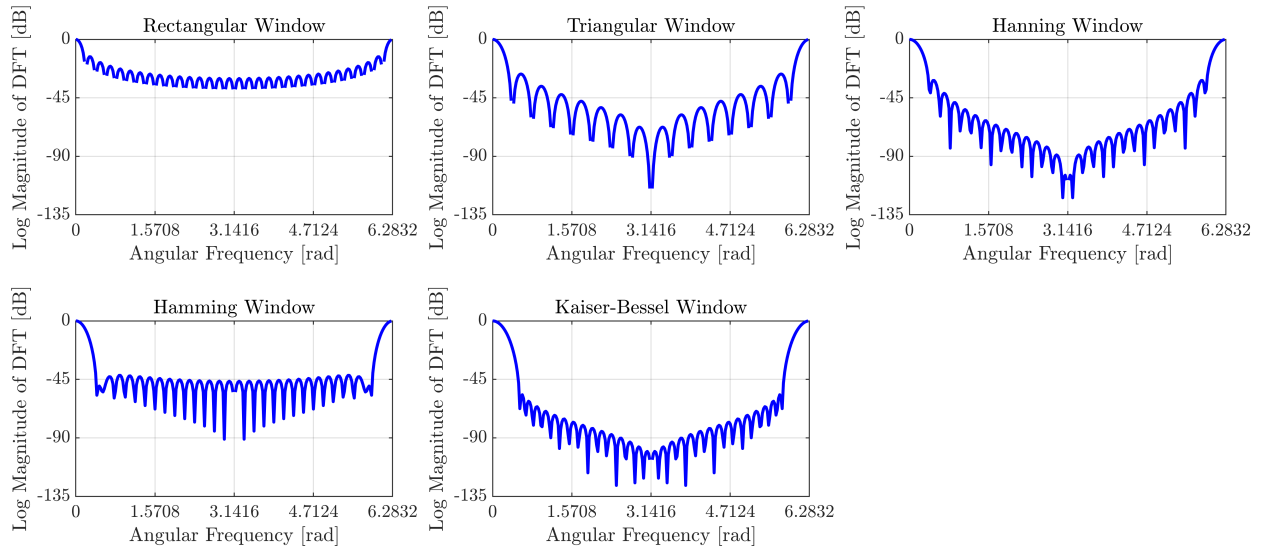 Rectangular Window
Log Magnitude of DFT [dB]
0
-45
-90
-135
0 1.5708 3.1416 4.7124 6.2832
Angular Frequency [rad]
Triangular Window
Log Magnitude of DFT [dB]
0
-45
-90
-135
0 1.5708 3.1416 4.7124 6.2832
Angular Frequency [rad]
Hanning Window
Log Magnitude of DFT [dB]
0
-45
-90
-135
0 1.5708 3.1416 4.7124 6.2832
Angular Frequency [rad]
Hamming Window
Log Magnitude of DFT [dB]
0
-45
-90
-135
0 1.5708 3.1416 4.7124 6.2832
Angular Frequency [rad]
Kaiser-Bessel Window
Log Magnitude of DFT [dB]
0
-45
-90
-135
0 1.5708 3.1416 4.7124 6.2832
Angular Frequency [rad]